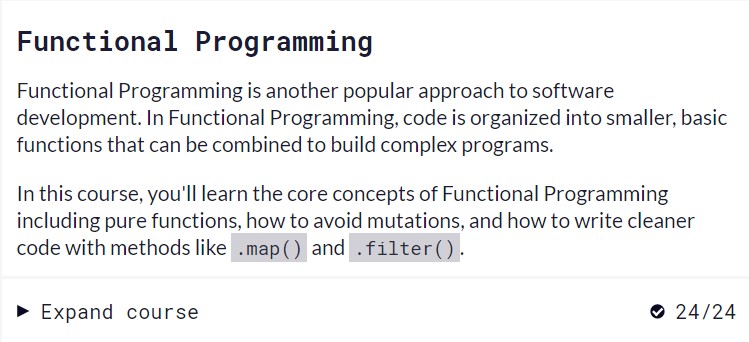 Functional Programming
Functional Programming is another popular approach to software
development. In Functional Programming, code is organized into smaller, basic
functions that can be combined to build complex programs.
In this course, you'll learn the core concepts of Functional Programming
including pure functions, how to avoid mutations, and how to write cleaner
code with methods like .map() and .filter().
Expand course 24/24